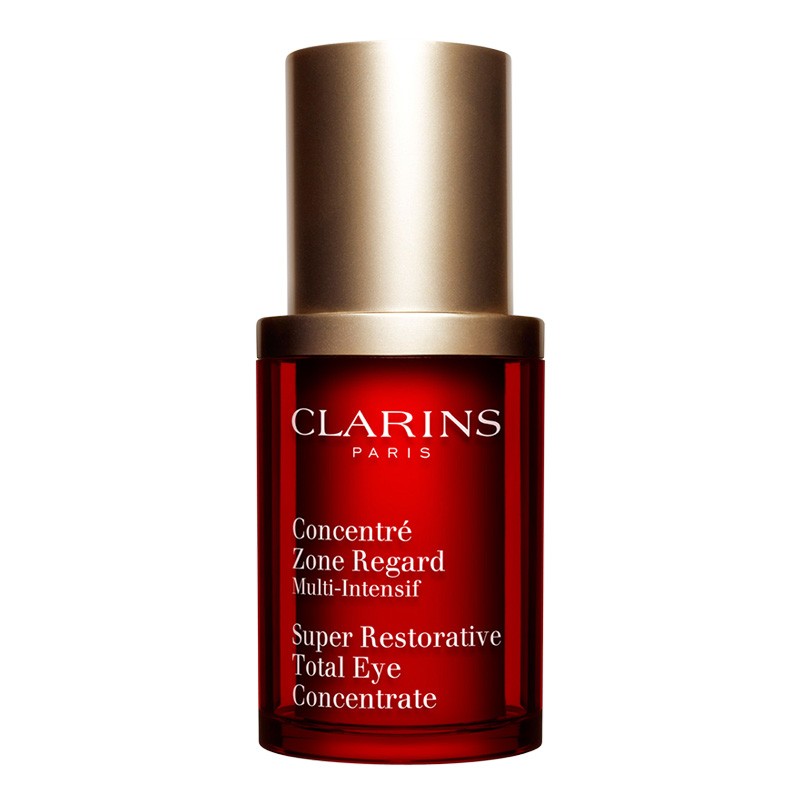 CLARINS
PARIS
Concentré
Zone Regard
Multi-Intensif
Super Restorative
Total Eye
Concentrate